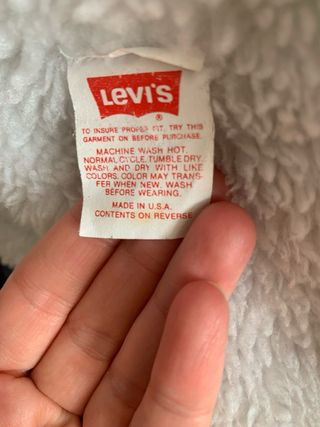 LEVI'S
®
TO INSURE PROPER FIT, TRY THIS
GARMENT ON BEFORE PURCHASE.
MACHINE WASH HOT.
NORMAL CYCLE. TUMBLE DRY.
WASH AND DRY WITH LIKE
COLORS. COLOR MAY TRANS-
FER WHEN NEW. WASH
BEFORE WEARING.
MADE IN U.S.A.
CONTENTS ON REVERSE